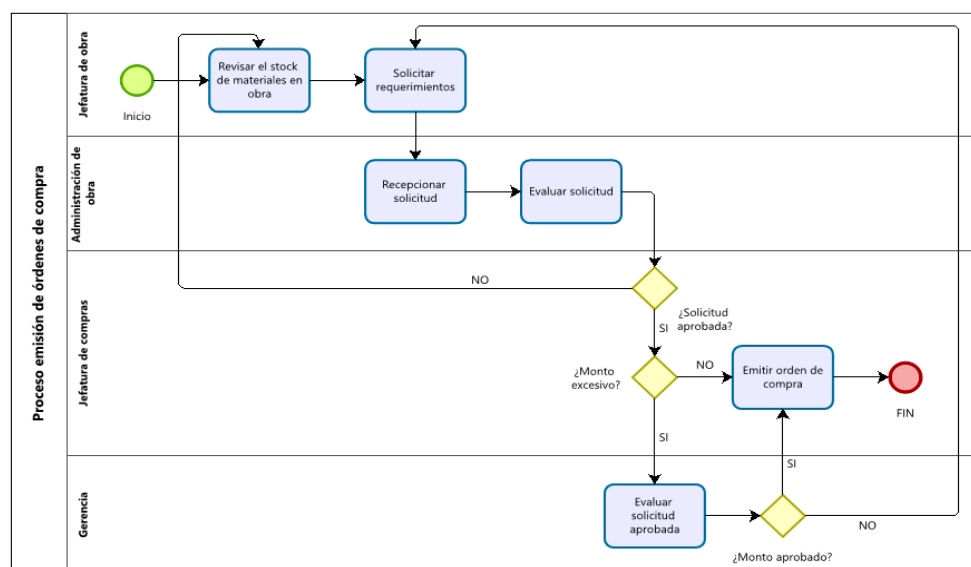 Proceso emisión de órdenes de compra
Jefatura de obra
Inicio
Revisar el stock
de materiales en
obra
Solicitar
requerimientos
Administración de
obra
Recepcionar
solicitud
Evaluar solicitud
Jefatura de compras
NO
¿Solicitud
aprobada?
SI
¿Monto
excesivo?
NO
Emitir orden de
compra
FIN
SI
Gerencia
SI
Evaluar
solicitud
aprobada
NO
¿Monto aprobado?